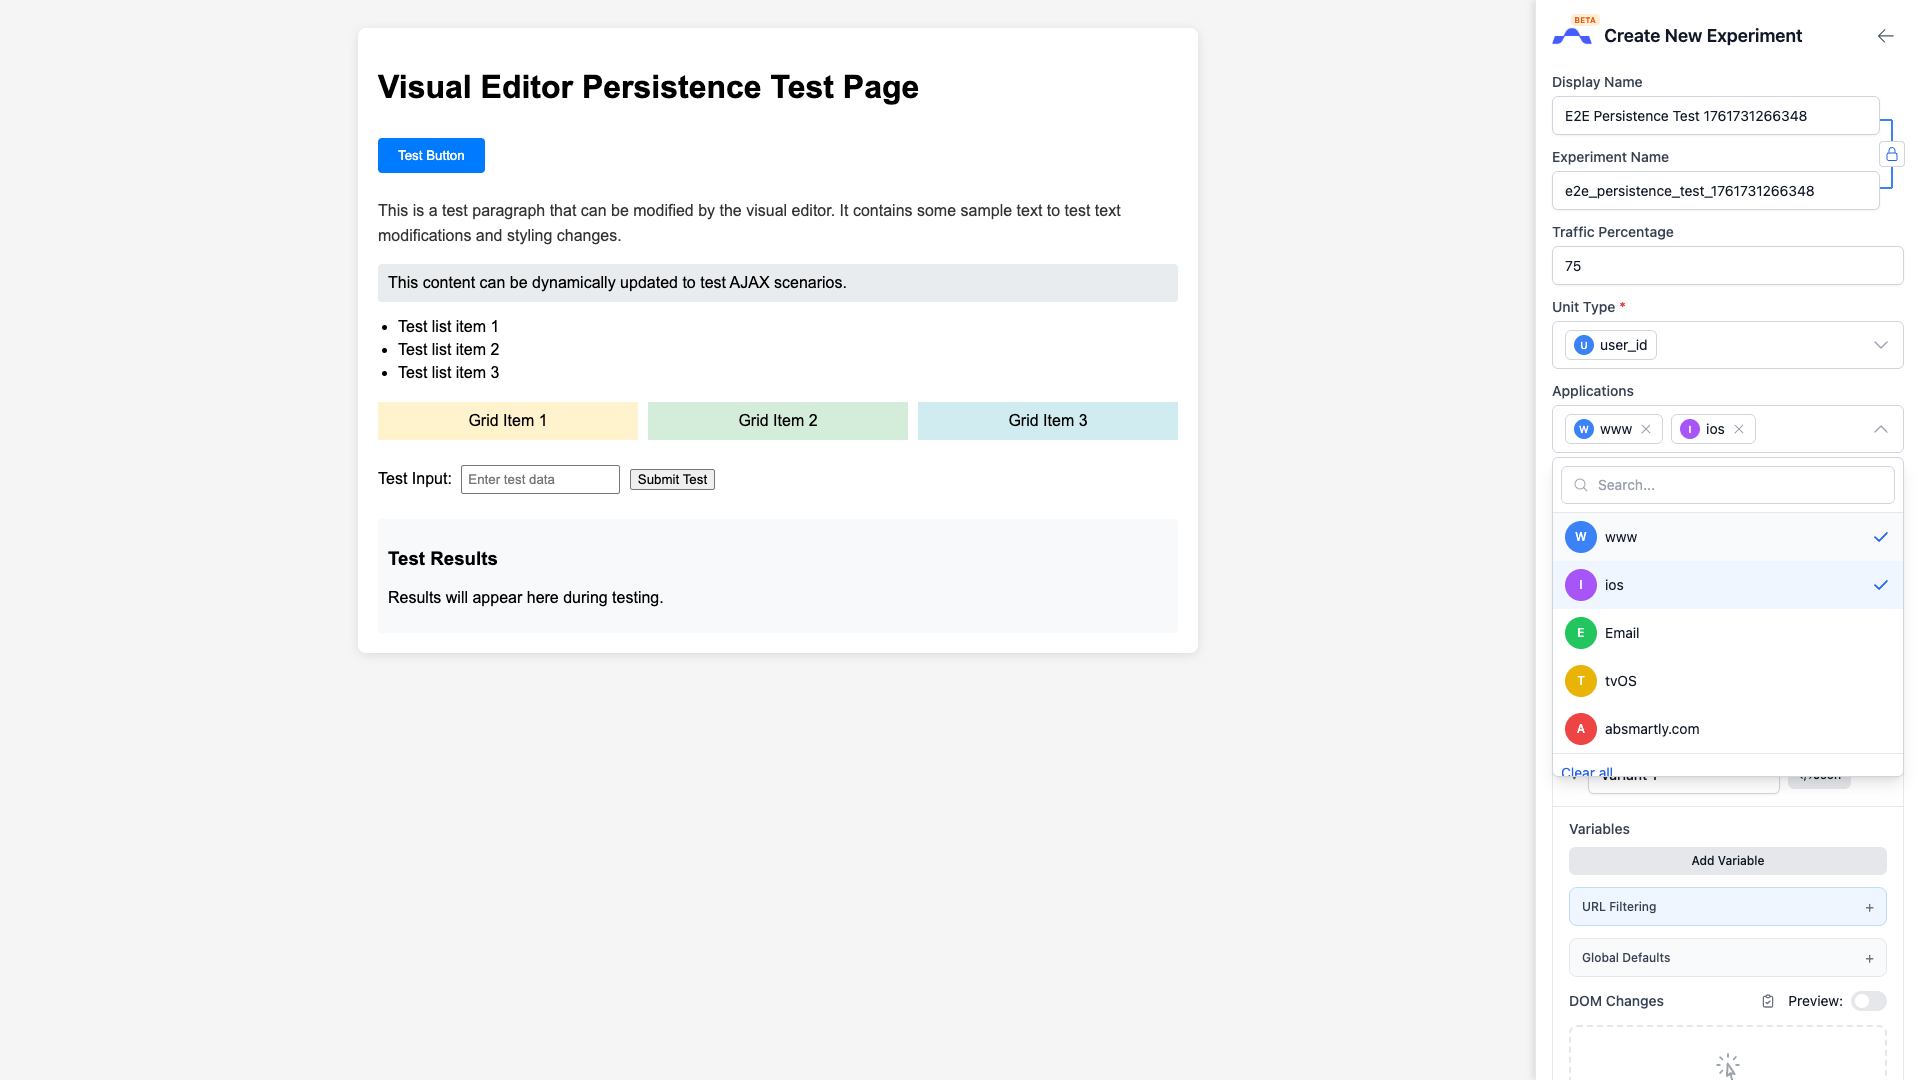 Visual Editor Persistence Test Page
Test Button
This is a test paragraph that can be modified by the visual editor. It contains some sample text to test text
modifications and styling changes.
This content can be dynamically updated to test AJAX scenarios.
Test list item 1
Test list item 2
Test list item 3
Grid Item 1
Grid Item 2
Grid Item 3
Test Input:
Enter test data
Submit Test
Test Results
Results will appear here during testing.
BETA
Create New Experiment
Display Name
E2E Persistence Test 1761731266348
Experiment Name
e2e_persistence_test_1761731266348
Traffic Percentage
75
Unit Type *
U user_id
Applications
W www
I ios
Search...
W www
I ios
E Email
T tvOS
A absmartly.com
Clear all
Variables
Add Variable
URL Filtering +
Global Defaults +
DOM Changes
Preview: